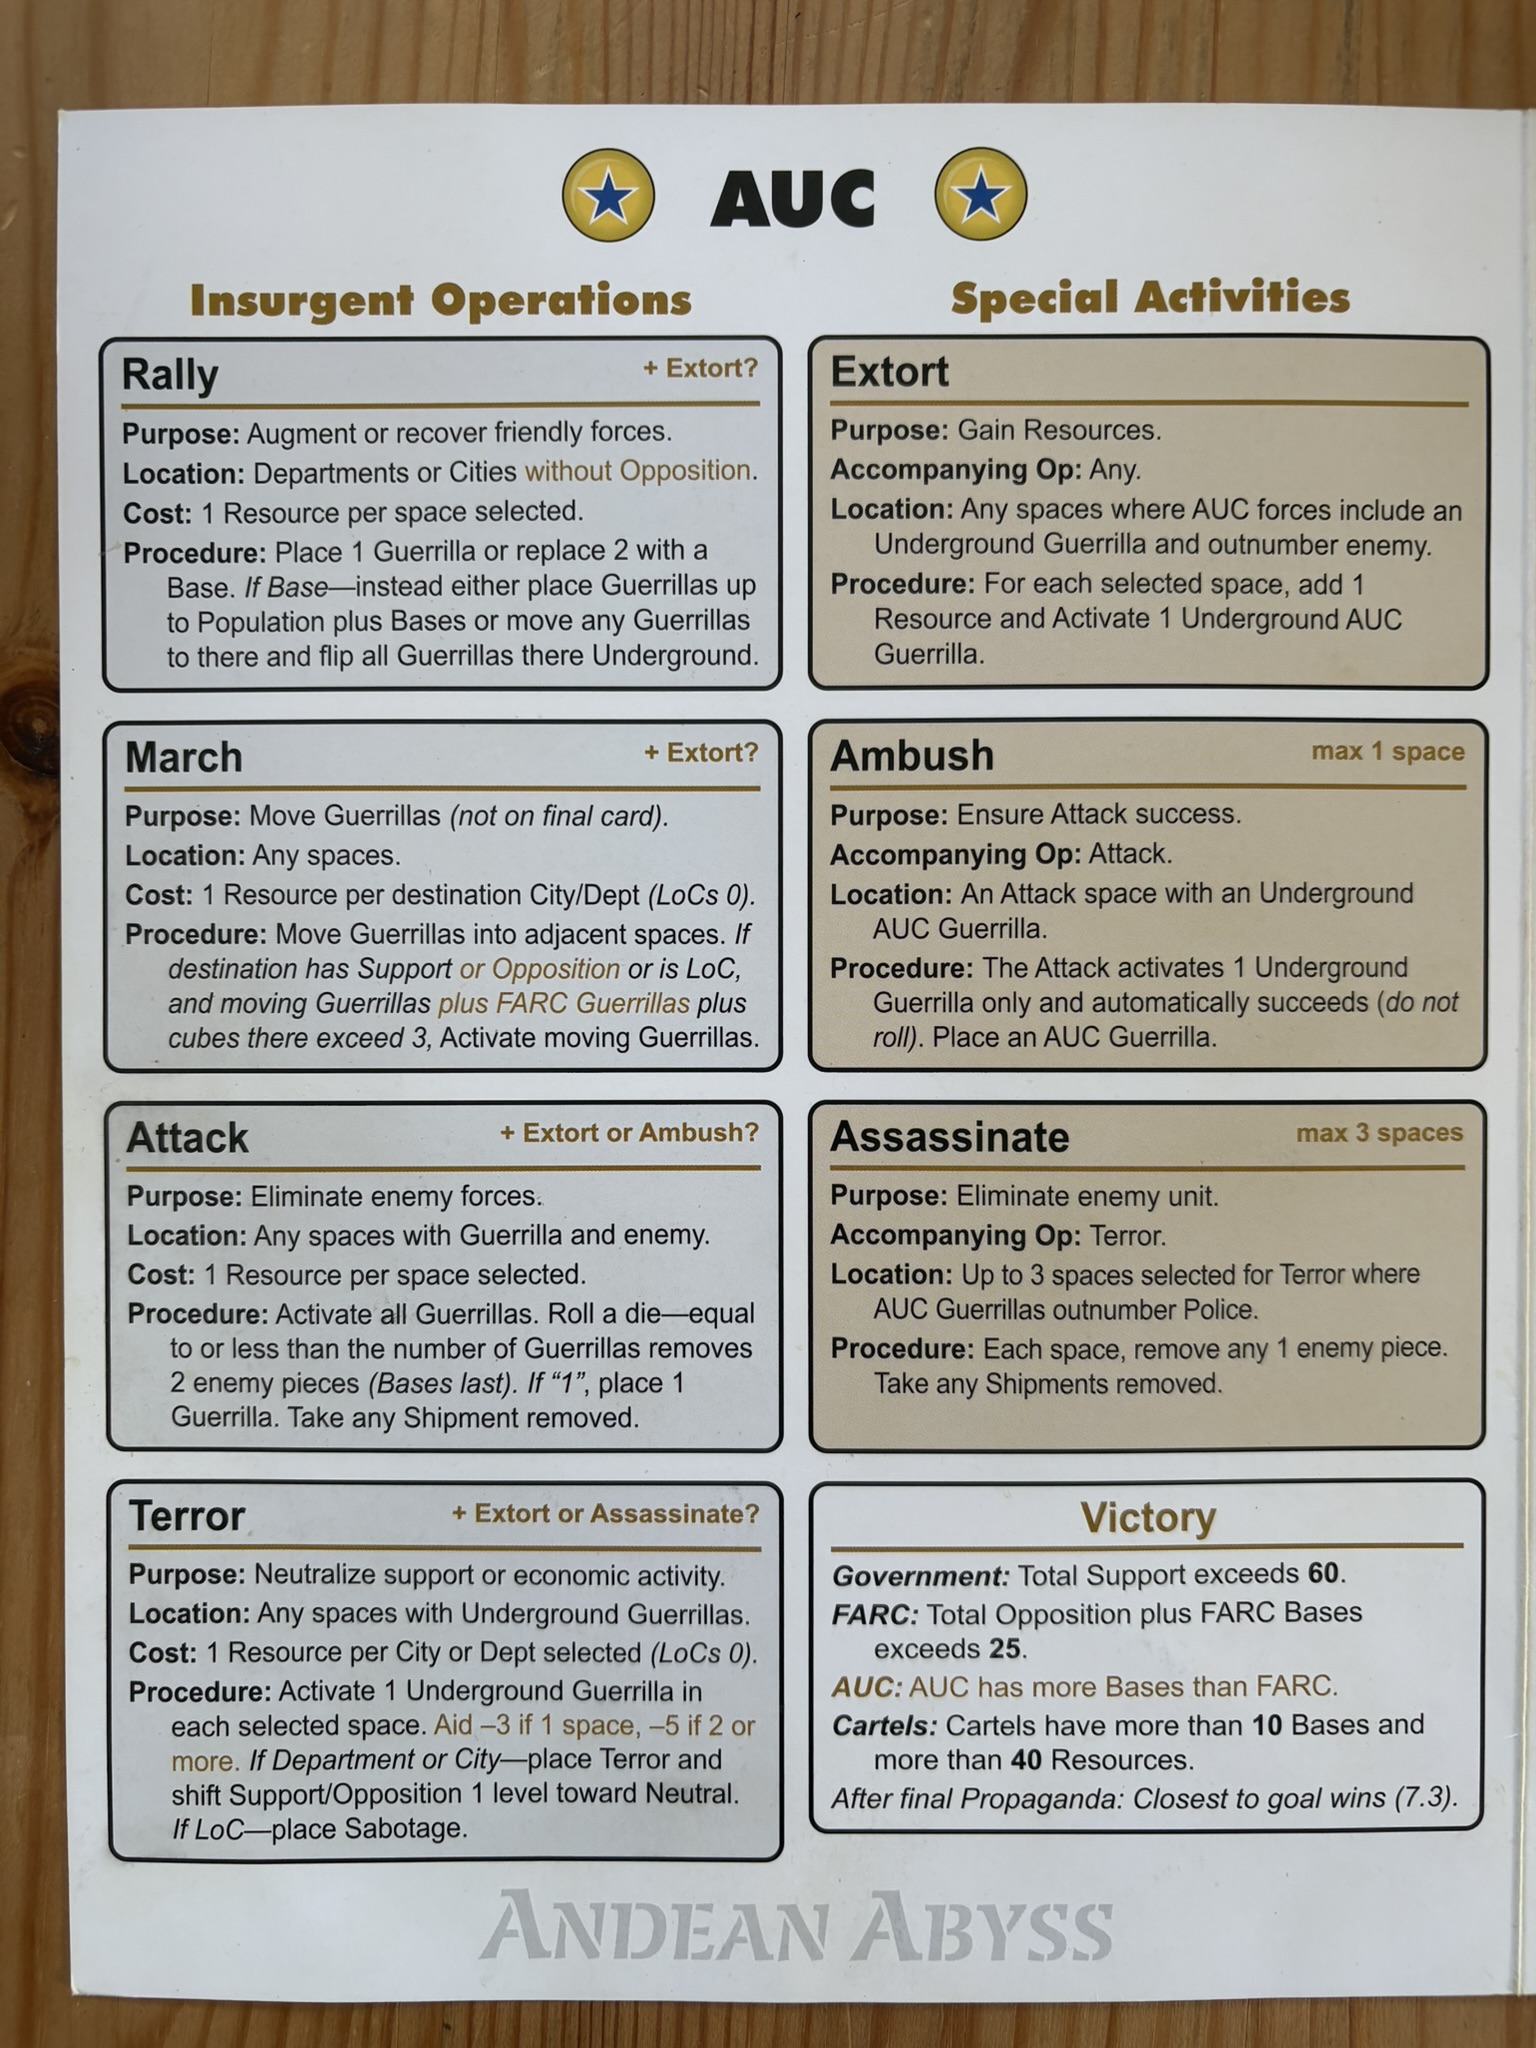 AUC
Insurgent Operations
Rally + Extort?
Purpose: Augment or recover friendly forces.
Location: Departments or Cities without Opposition.
Cost: 1 Resource per space selected.
Procedure: Place 1 Guerrilla or replace 2 with a
Base. If Base—instead either place Guerrillas up
to Population plus Bases or move any Guerrillas
to there and flip all Guerrillas there Underground.
March + Extort?
Purpose: Move Guerrillas (not on final card).
Location: Any spaces.
Cost: 1 Resource per destination City/Dept (LoCs 0).
Procedure: Move Guerrillas into adjacent spaces. If
destination has Support or Opposition or is LoC,
and moving Guerrillas plus FARC Guerrillas plus
cubes there exceed 3, Activate moving Guerrillas.
Attack + Extort or Ambush?
Purpose: Eliminate enemy forces.
Location: Any spaces with Guerrilla and enemy.
Cost: 1 Resource per space selected.
Procedure: Activate all Guerrillas. Roll a die—equal
to or less than the number of Guerrillas removes
2 enemy pieces (Bases last). If “1”, place 1
Guerrilla. Take any Shipment removed.
Terror + Extort or Assassinate?
Purpose: Neutralize support or economic activity.
Location: Any spaces with Underground Guerrillas.
Cost: 1 Resource per City or Dept selected (LoCs 0).
Procedure: Activate 1 Underground Guerrilla in
each selected space. Aid –3 if 1 space, –5 if 2 or
more. If Department or City—place Terror and
shift Support/Opposition 1 level toward Neutral.
If LoC—place Sabotage.
Special Activities
Extort
Purpose: Gain Resources.
Accompanying Op: Any.
Location: Any spaces where AUC forces include an
Underground Guerrilla and outnumber enemy.
Procedure: For each selected space, add 1
Resource and Activate 1 Underground AUC
Guerrilla.
Ambush max 1 space
Purpose: Ensure Attack success.
Accompanying Op: Attack.
Location: An Attack space with an Underground
AUC Guerrilla.
Procedure: The Attack activates 1 Underground
Guerrilla only and automatically succeeds (do not
roll). Place an AUC Guerrilla.
Assassinate max 3 spaces
Purpose: Eliminate enemy unit.
Accompanying Op: Terror.
Location: Up to 3 spaces selected for Terror where
AUC Guerrillas outnumber Police.
Procedure: Each space, remove any 1 enemy piece.
Take any Shipments removed.
Victory
Government: Total Support exceeds 60.
FARC: Total Opposition plus FARC Bases
exceeds 25.
AUC: AUC has more Bases than FARC.
Cartels: Cartels have more than 10 Bases and
more than 40 Resources.
After final Propaganda: Closest to goal wins (7.3).
ANDEAN ABYSS